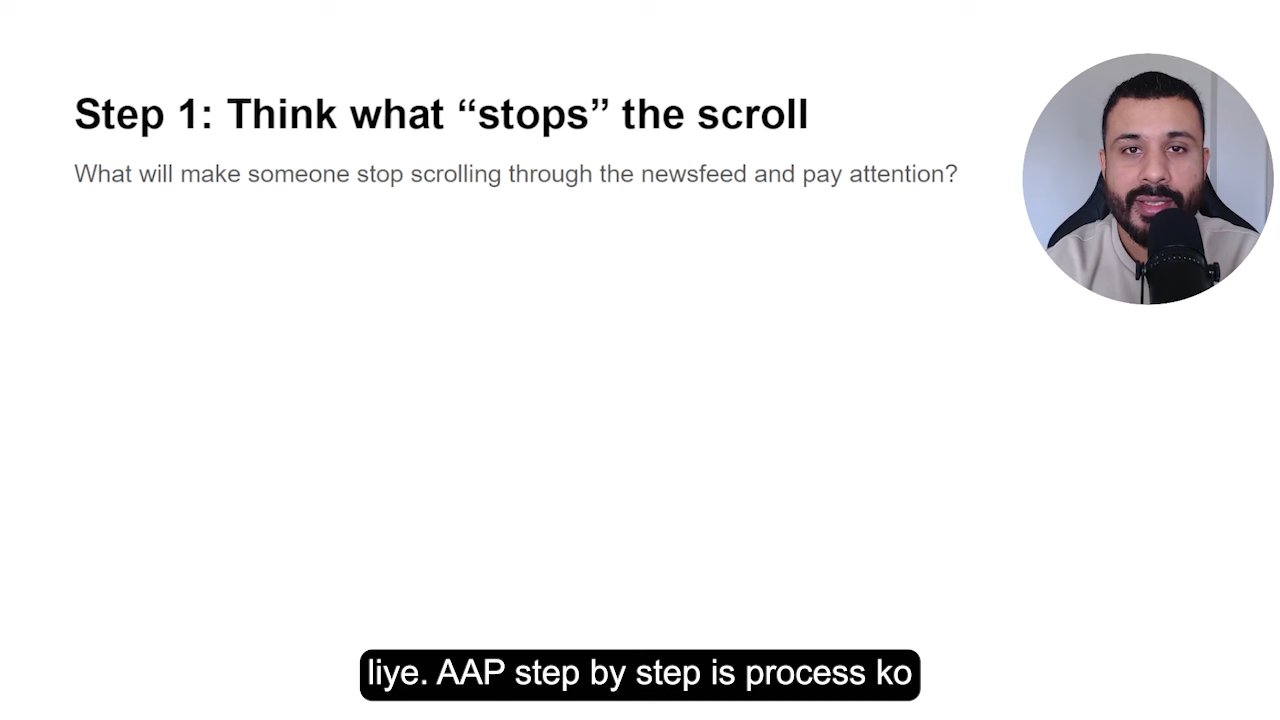 Step 1: Think what “stops” the scroll
What will make someone stop scrolling through the newsfeed and pay attention?
liye. AAP step by step is process ko